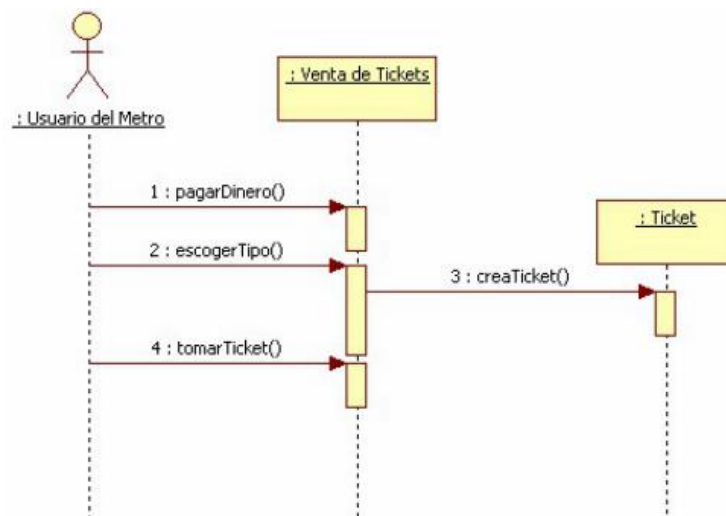 : Venta de Tickets
: Usuario del Metro
1 : pagarDinero()
: Ticket
2 : escogerTipo()
3 : creaTicket()
4 : tomarTicket()